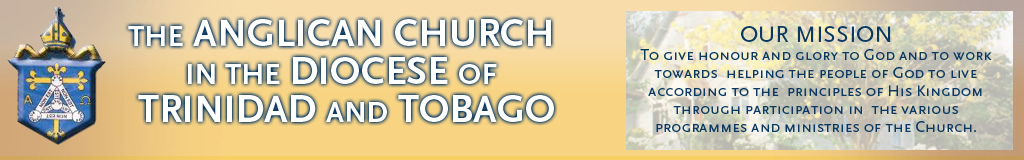 THE ANGLICAN CHURCH
IN THE DIOCESE OF
TRINIDAD AND TOBAGO
OUR MISSION
TO GIVE HONOUR AND GLORY TO GOD AND TO WORK
TOWARDS HELPING THE PEOPLE OF GOD TO LIVE
ACCORDING TO THE PRINCIPLES OF HIS KINGDOM
THROUGH PARTICIPATION IN THE VARIOUS
PROGRAMMES AND MINISTRIES OF THE CHURCH.
Α Ω